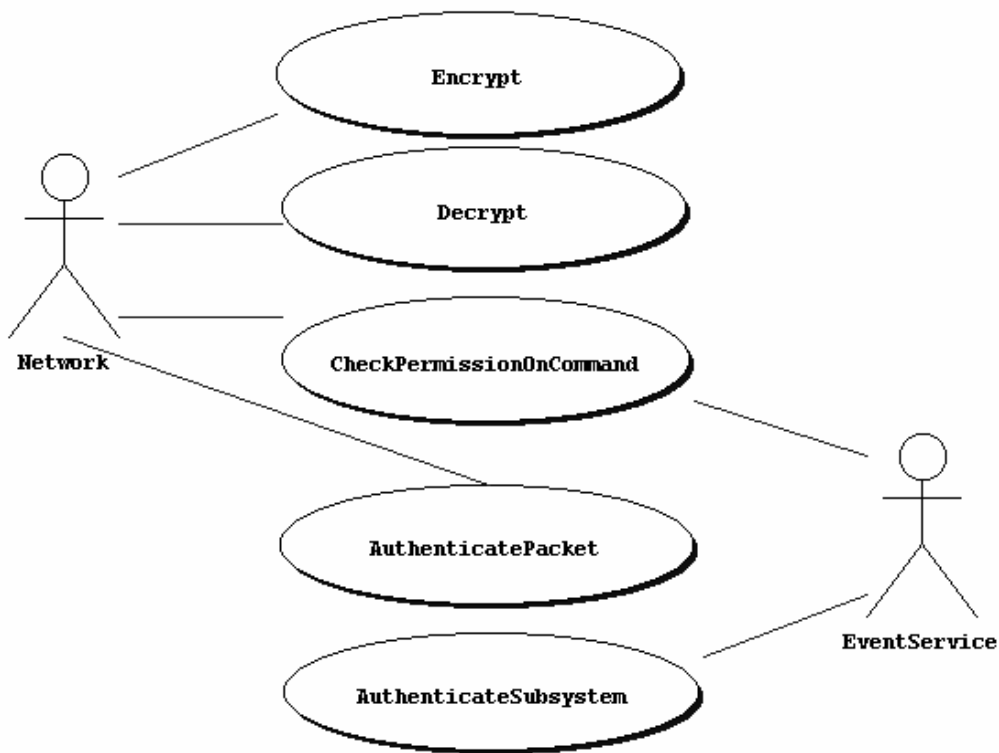 Encrypt
Decrypt
Network
CheckPermissionOnCommand
AuthenticatePacket
EventService
AuthenticateSubsystem